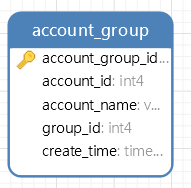 account_group
account_group_id...
account_id: int4
account_name: v...
group_id: int4
create_time: time...